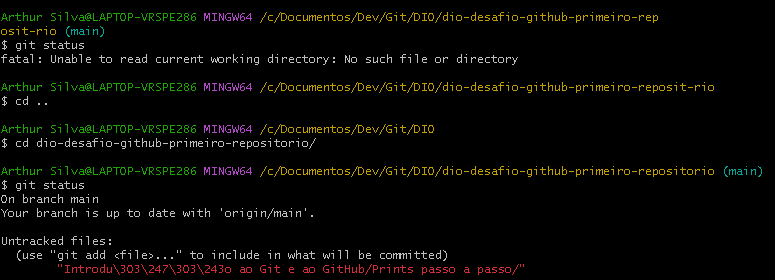 Arthur Silva@LAPTOP-VRSPE286 MINGW64 /c/Documentos/Dev/Git/DIO/dio-desafio-github-primeiro-rep
osit-rio (main)
$ git status
fatal: Unable to read current working directory: No such file or directory
Arthur Silva@LAPTOP-VRSPE286 MINGW64 /c/Documentos/Dev/Git/DIO/dio-desafio-github-primeiro-reposit-rio
$ cd ..
Arthur Silva@LAPTOP-VRSPE286 MINGW64 /c/Documentos/Dev/Git/DIO
$ cd dio-desafio-github-primeiro-repositorio/
Arthur Silva@LAPTOP-VRSPE286 MINGW64 /c/Documentos/Dev/Git/DIO/dio-desafio-github-primeiro-repositorio (main)
$ git status
On branch main
Your branch is up to date with 'origin/main'.
Untracked files:
(use "git add <file>..." to include in what will be committed)
"Introdu\303\247\303\243o ao Git e ao GitHub/Prints passo a passo/"